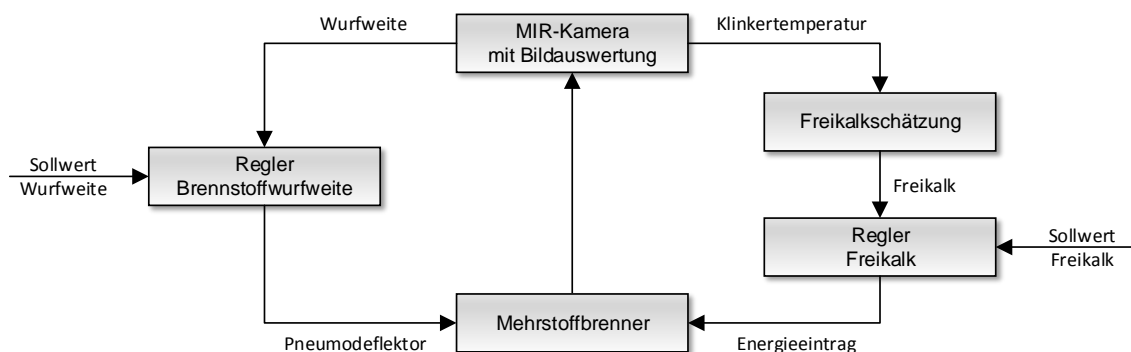 Wurfweite
MIR-Kamera
mit Bildauswertung
Klinkertemperatur
Freikalkschätzung
Sollwert
Wurfweite
Regler
Brennstoffwurfweite
Freikalk
Regler
Freikalk
Sollwert
Freikalk
Mehrstoffbrenner
Pneumodeflektor
Energieeintrag